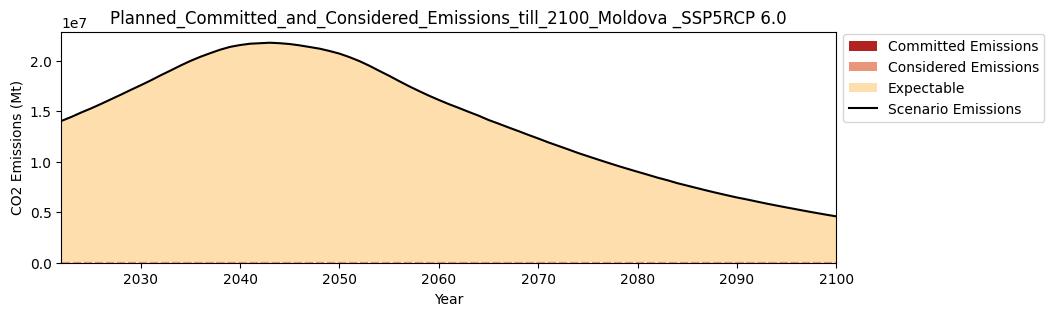 Planned_Committed_and_Considered_Emissions_till_2100_Moldova _SSP5RCP 6.0
1e7
2.0
1.5
1.0
0.5
0.0
CO2 Emissions (Mt)
2030 2040 2050 2060 2070 2080 2090 2100
Year
Committed Emissions
Considered Emissions
Expectable
Scenario Emissions